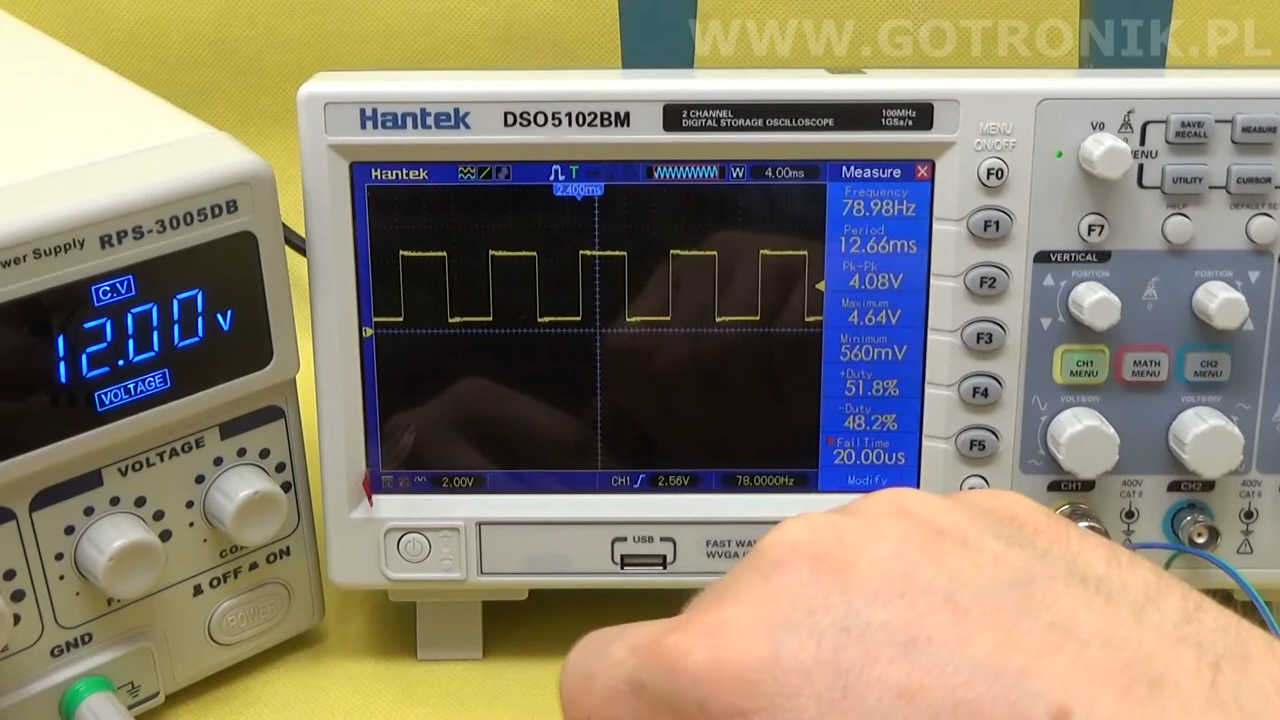 WWW.GOTRONIK.PL
Hantek DSO5102BM
2 CHANNEL
DIGITAL STORAGE OSCILLOSCOPE
100MHz
1GSa/s
MENU
ON/OFF
F0
V0
MENU
SAVE/
RECALL
MEASURE
UTILITY
CURSOR
HELP
F7
Hantek
T
W
4.00ms
2.400ms
Measure
Frequency
78.98Hz
Period
12.66ms
Pk-Pk
4.08V
Maximum
4.64V
Minimum
560mV
+Duty
51.8%
-Duty
48.2%
Fall Time
20.00us
Modify
2.00V
CH1
2.56V
78.0000Hz
F1
F2
F3
F4
F5
VERTICAL
POSITION
POSITION
CH1
MENU
MATH
MENU
CH2
MENU
VOLTS/DIV
VOLTS/DIV
CH1
400V
CAT II
CH2
400V
CAT II
USB
RPS-3005DB
C.V
12.00 V
VOLTAGE
VOLTAGE
OFF
ON
POWER
GND